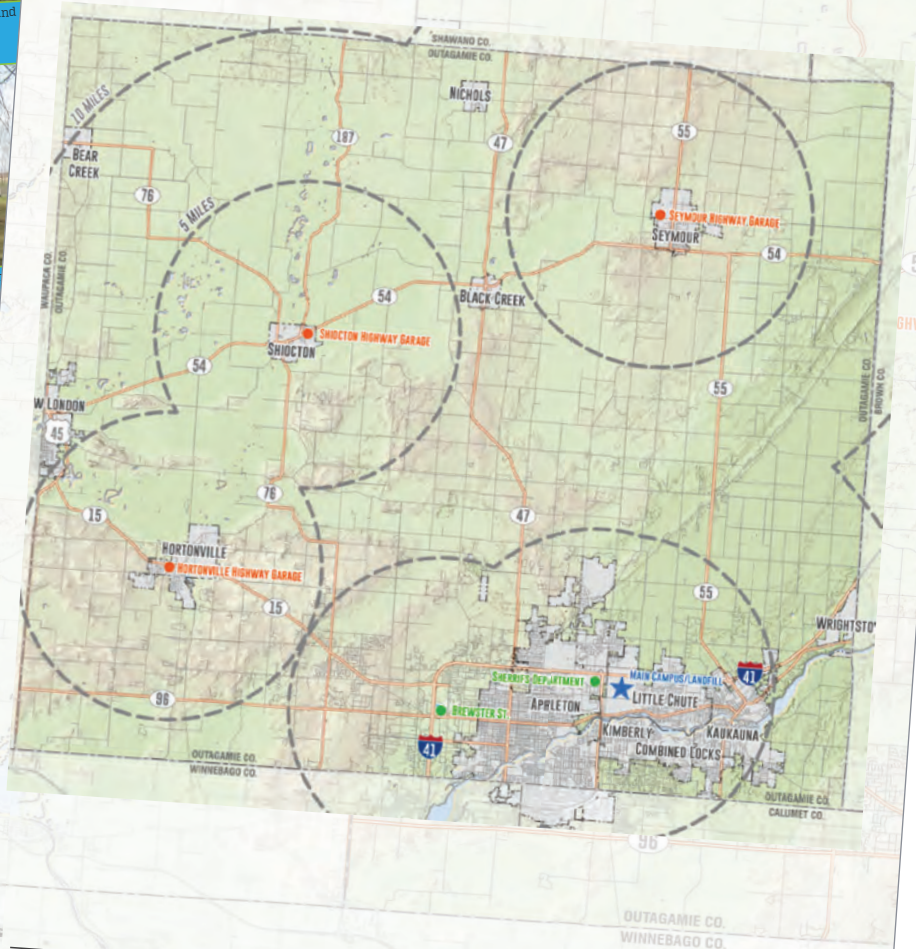 nd
SHAWANO CO.
OUTAGAMIE CO.
10 MILES
NICHOLS
187
47
55
BEAR
CREEK
76
5 MILES
SEYMOUR HIGHWAY GARAGE
SEYMOUR
54
WAUPACA CO.
OUTAGAMIE CO.
54
BLACK CREEK
SHIOCTON HIGHWAY GARAGE
SHIOCTON
54
55
OUTAGAMIE CO.
BROWN CO.
W LONDON
45
76
15
47
HORTONVILLE
HORTONVILLE HIGHWAY GARAGE
15
55
WRIGHTSTO
SHERRIFS DEPARTMENT
MAIN CAMPUS/LANDFILL
41
LITTLE CHUTE
96
BREWSTER ST
APPLETON
KIMBERLY
KAUKAUNA
41
COMBINED LOCKS
OUTAGAMIE CO.
WINNEBAGO CO.
OUTAGAMIE CO.
CALUMET CO.
96
OUTAGAMIE CO.
WINNEBAGO CO.